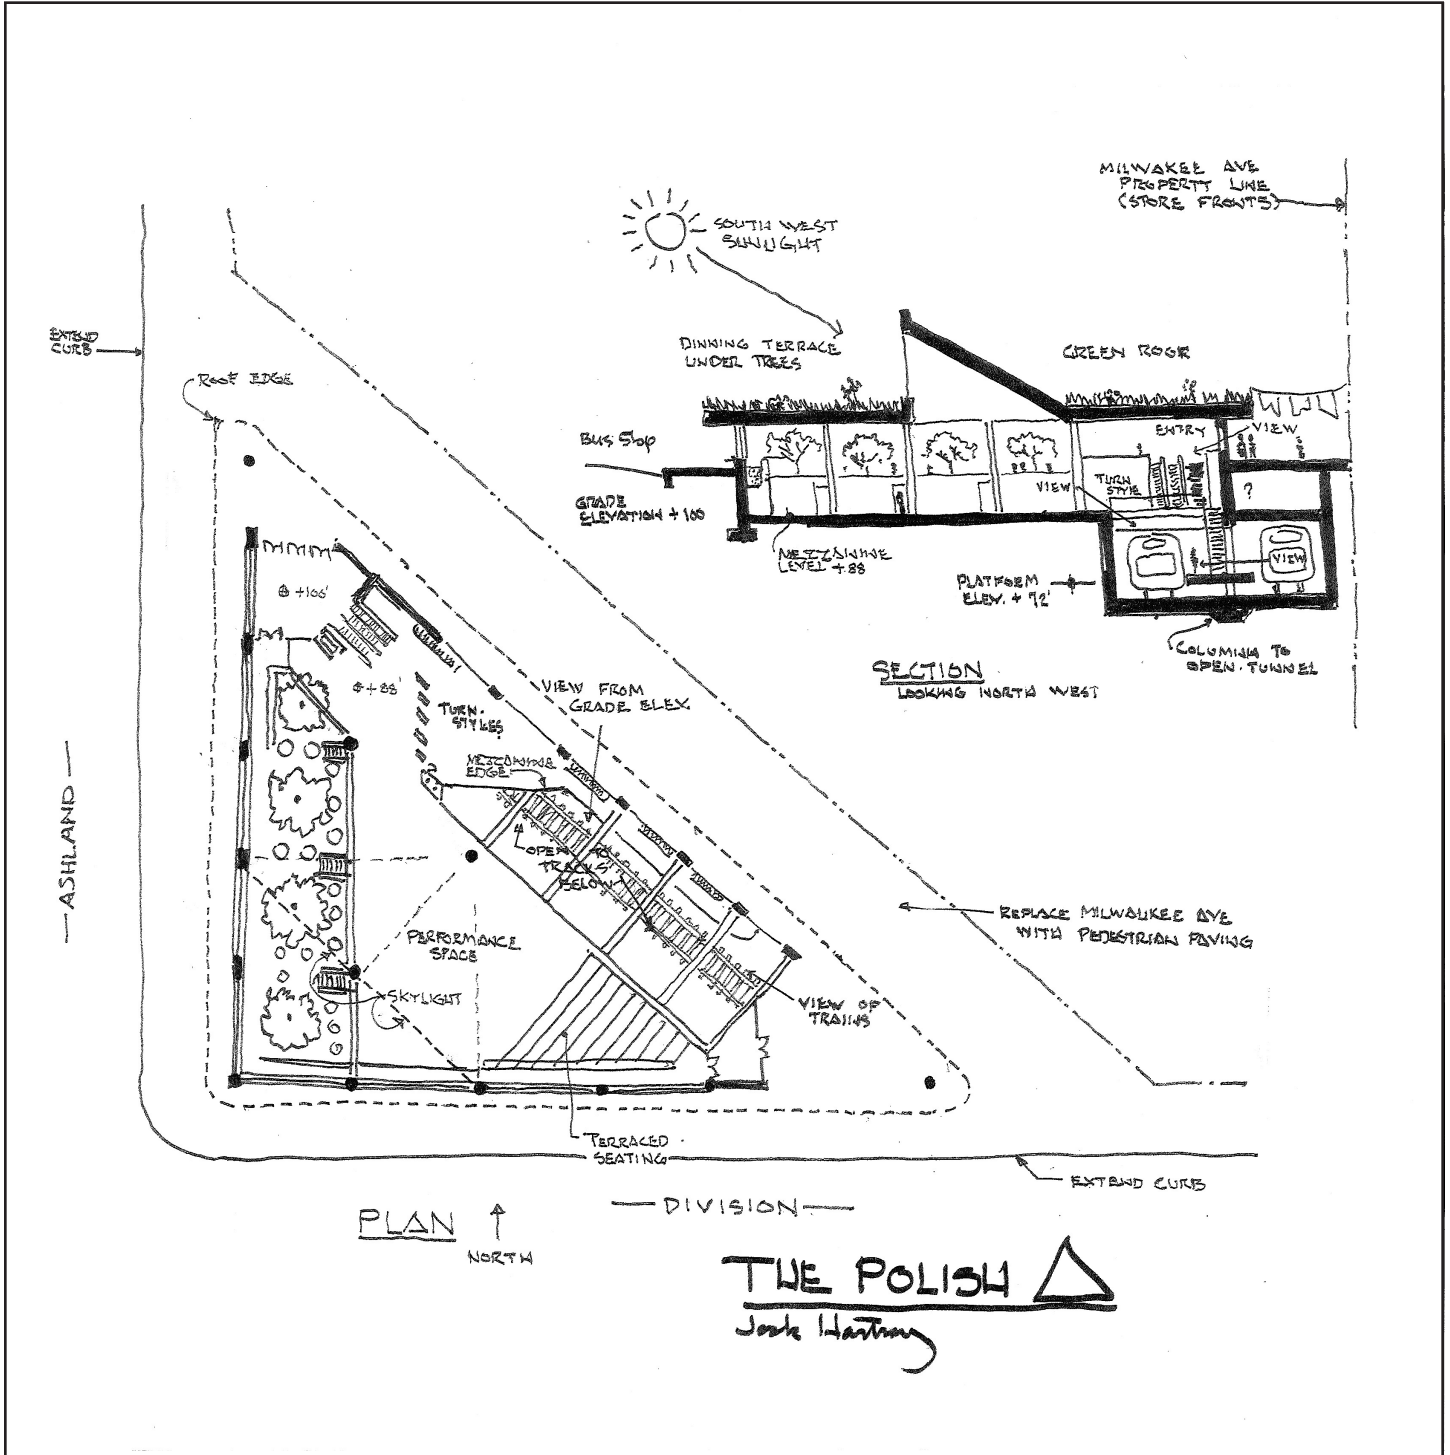 MILWAKEE AVE
PROPERTY LINE
(STORE FRONTS)
SOUTH WEST
SUNLIGHT
EXTEND
CURB
DINNING TERRACE
UNDER TREES
GREEN ROOF
ROOF EDGE
BUS Stop
ENTRY
VIEW
VIEW
TURN
STYLE
?
GRADE
ELEVATION + 100
MEZZANINE
LEVEL + 88
VIEW
PLATFORM
ELEV. + 72'
+100'
COLUMNS TO
OPEN TUNNEL
SECTION
LOOKING NORTH WEST
+88'
VIEW FROM
GRADE ELEV.
TURN-
STYLES
MEZZANINE
EDGE
OPEN TO
TRACKS
BELOW
ASHLAND
REPLACE MILWAUKEE AVE
WITH PEDESTRIAN PAVING
PERFORMANCE
SPACE
SKYLIGHT
VIEW OF
TRAINS
TERRACED
SEATING
EXTEND CURB
DIVISION
PLAN
NORTH
THE POLISH
Jack Hartray